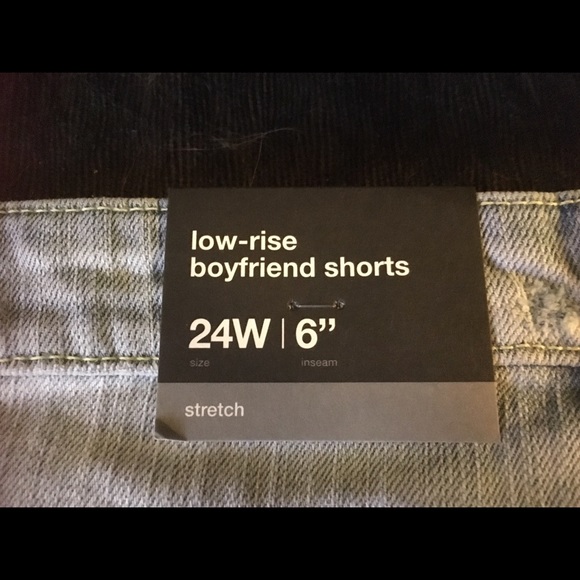 low-rise
boyfriend shorts
24W | 6”
size inseam
stretch